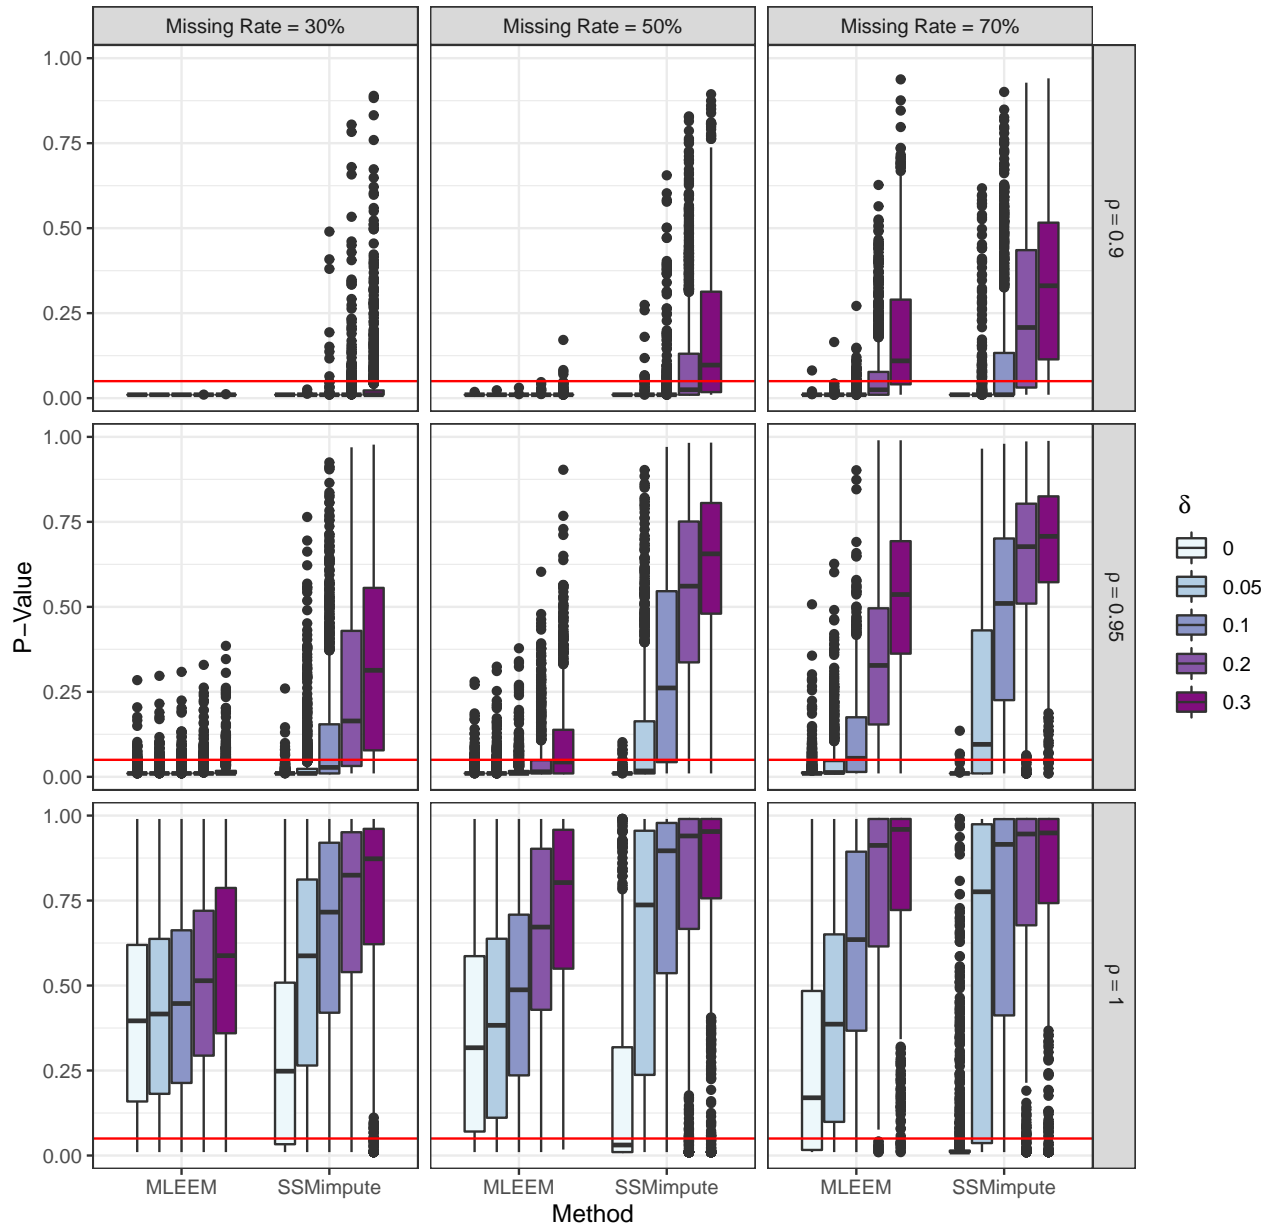 Missing Rate = 30%
Missing Rate = 50%
Missing Rate = 70%
1.00
0.75
0.50
0.25
0.00
ρ = 0.9
1.00
0.75
0.50
0.25
0.00
ρ = 0.95
1.00
0.75
0.50
0.25
0.00
ρ = 1
P−Value
MLEEM
SSMimpute
MLEEM
SSMimpute
MLEEM
SSMimpute
Method
δ
0
0.05
0.1
0.2
0.3